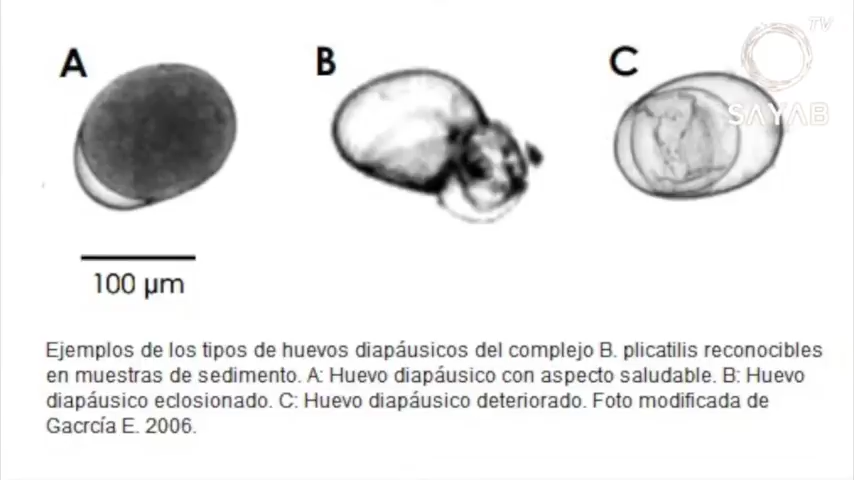 TV
SAYAB
A
B
C
100 µm
Ejemplos de los tipos de huevos diapáusicos del complejo B. plicatilis reconocibles
en muestras de sedimento. A: Huevo diapáusico con aspecto saludable. B: Huevo
diapáusico eclosionado. C: Huevo diapáusico deteriorado. Foto modificada de
Gacrcía E. 2006.